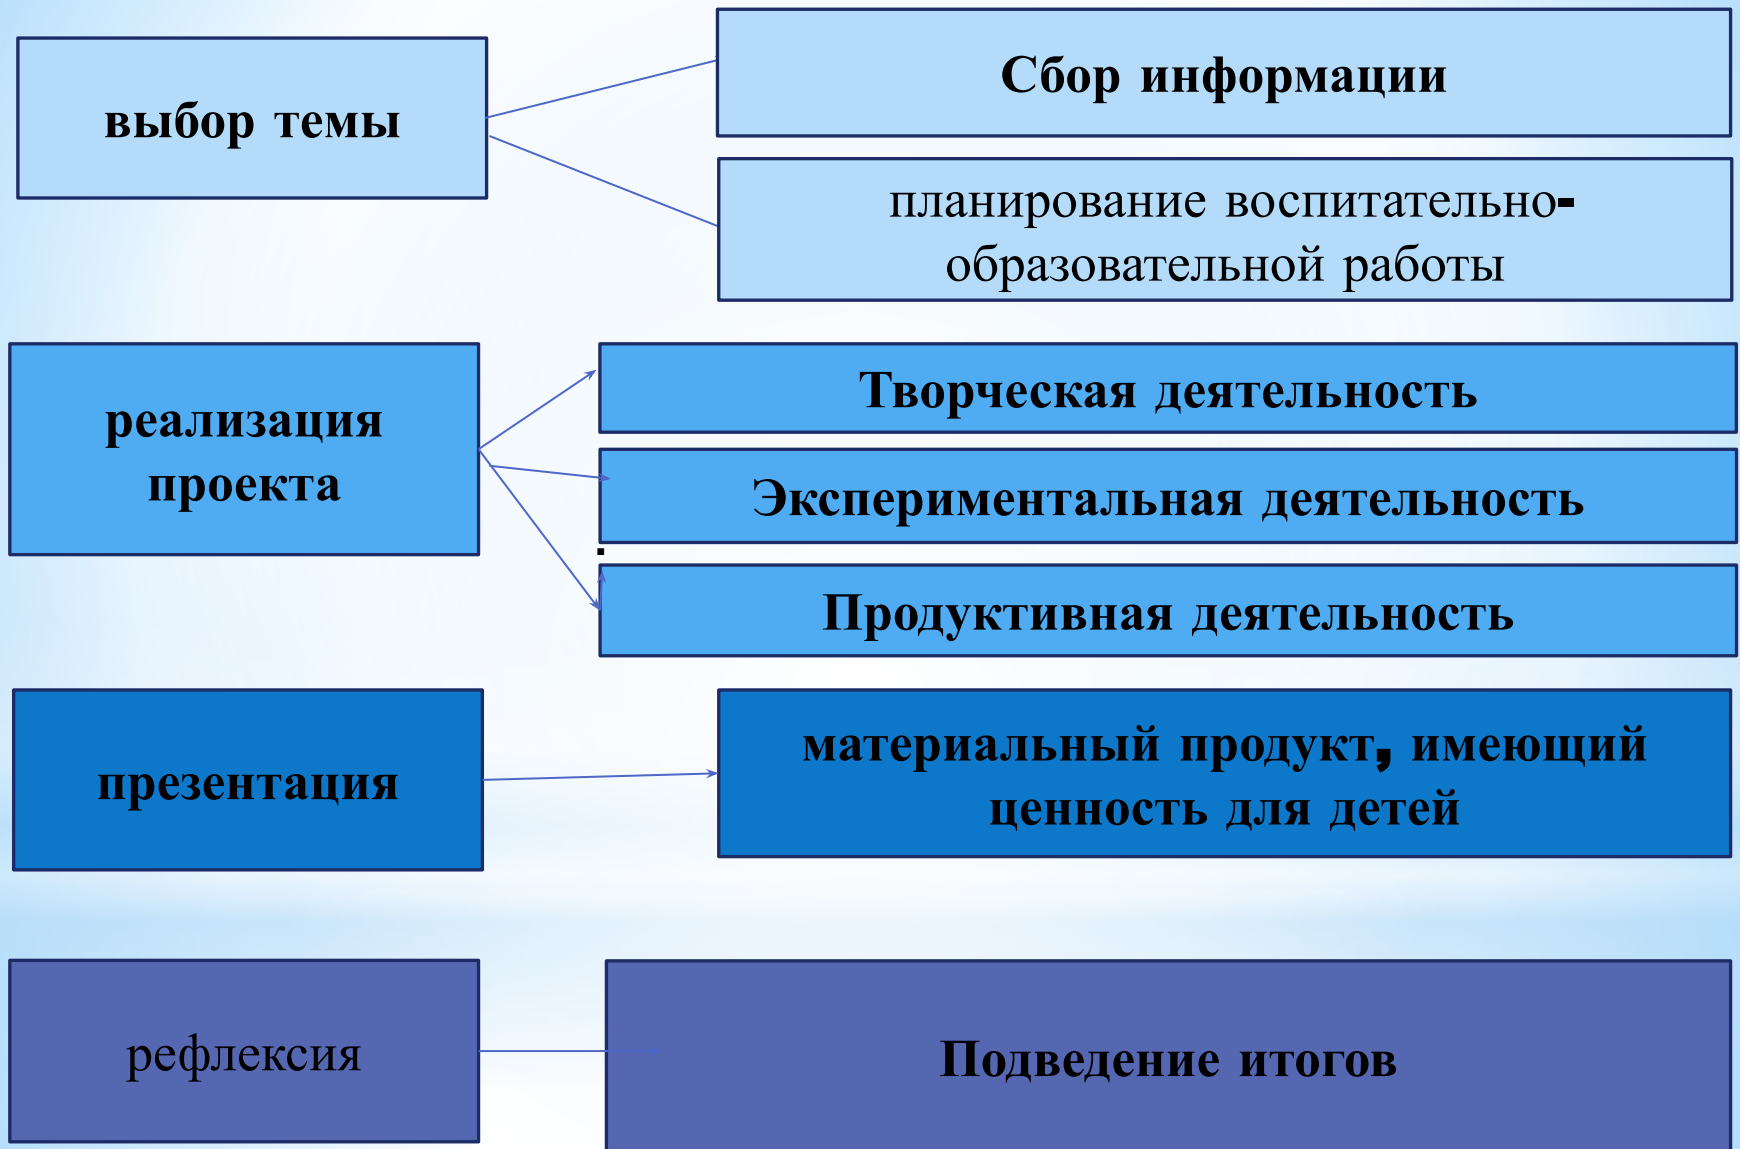 выбор темы
Сбор информации
планирование воспитательно-
образовательной работы
реализация
проекта
Творческая деятельность
Экспериментальная деятельность
.
Продуктивная деятельность
презентация
материальный продукт, имеющий
ценность для детей
рефлексия
Подведение итогов